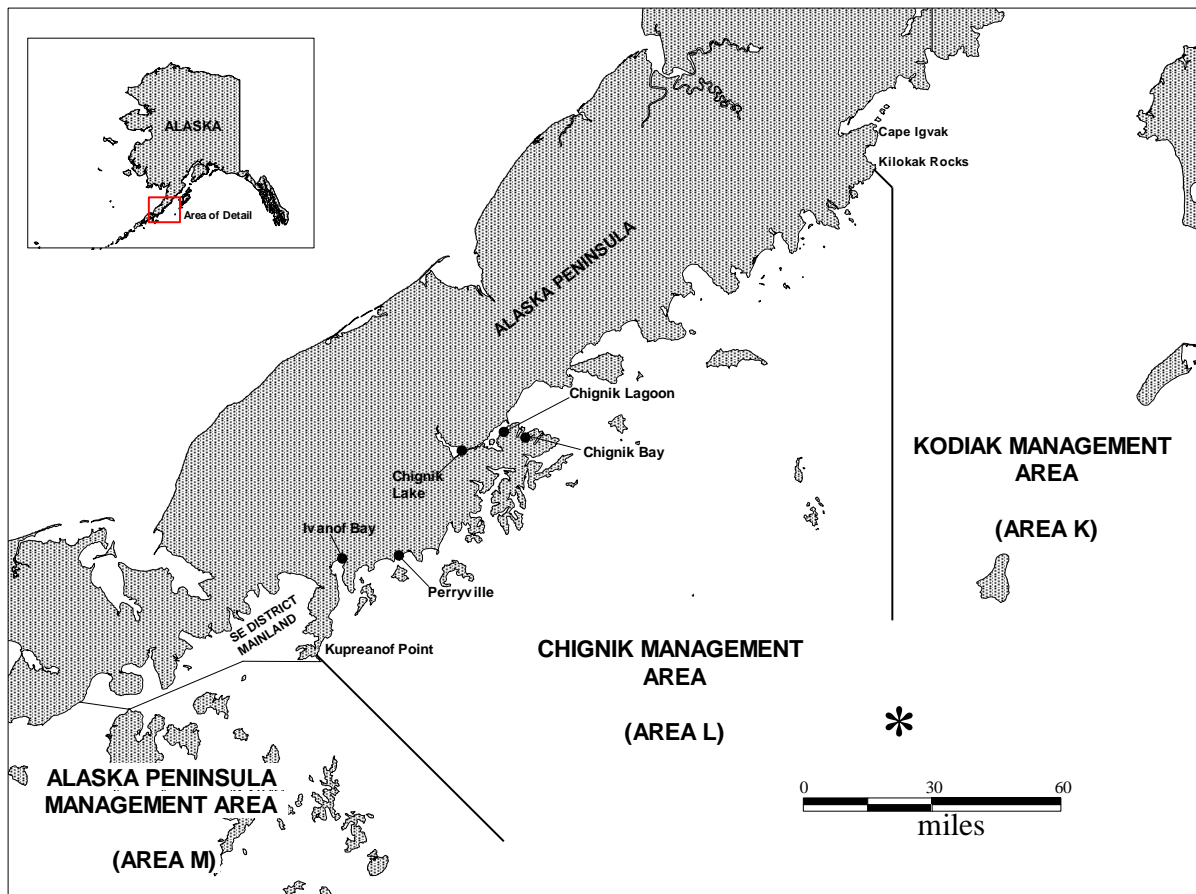 ALASKA
Area of Detail
Cape Igvak
Kilokak Rocks
ALASKA PENINSULA
Chignik Lagoon
Chignik Bay
Chignik
Lake
Ivanof Bay
Perryville
SE DISTRICT
MAINLAND
Kupreanof Point
KODIAK MANAGEMENT
AREA
(AREA K)
CHIGNIK MANAGEMENT
AREA
(AREA L)
*
ALASKA PENINSULA
MANAGEMENT AREA
(AREA M)
0 30 60
miles